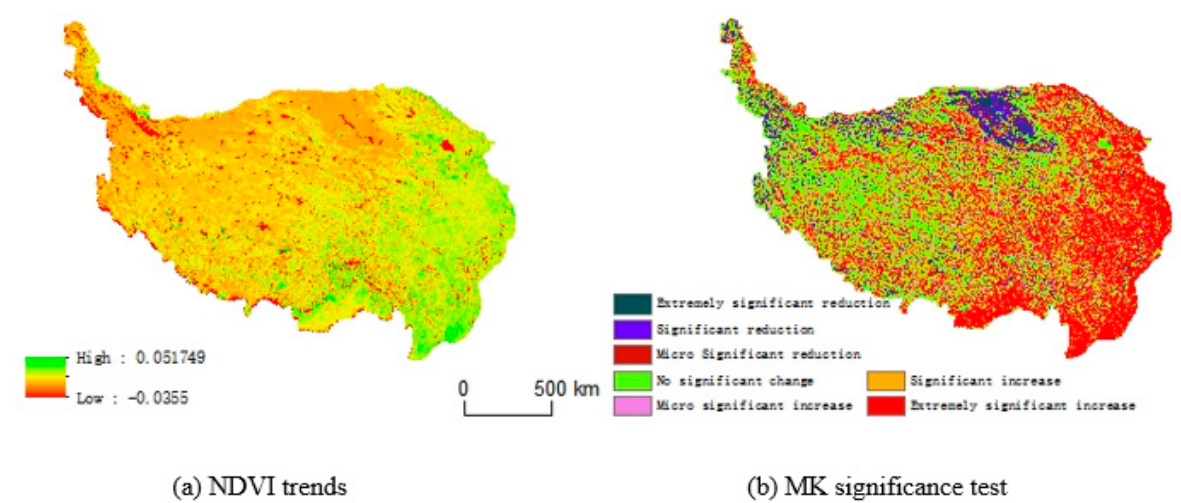 High : 0.051749
Low : -0.0355
0 500 km
Extremely significant reduction
Significant reduction
Micro Significant reduction
No significant change
Significant increase
Micro significant increase
Extremely significant increase
(a) NDVI trends
(b) MK significance test